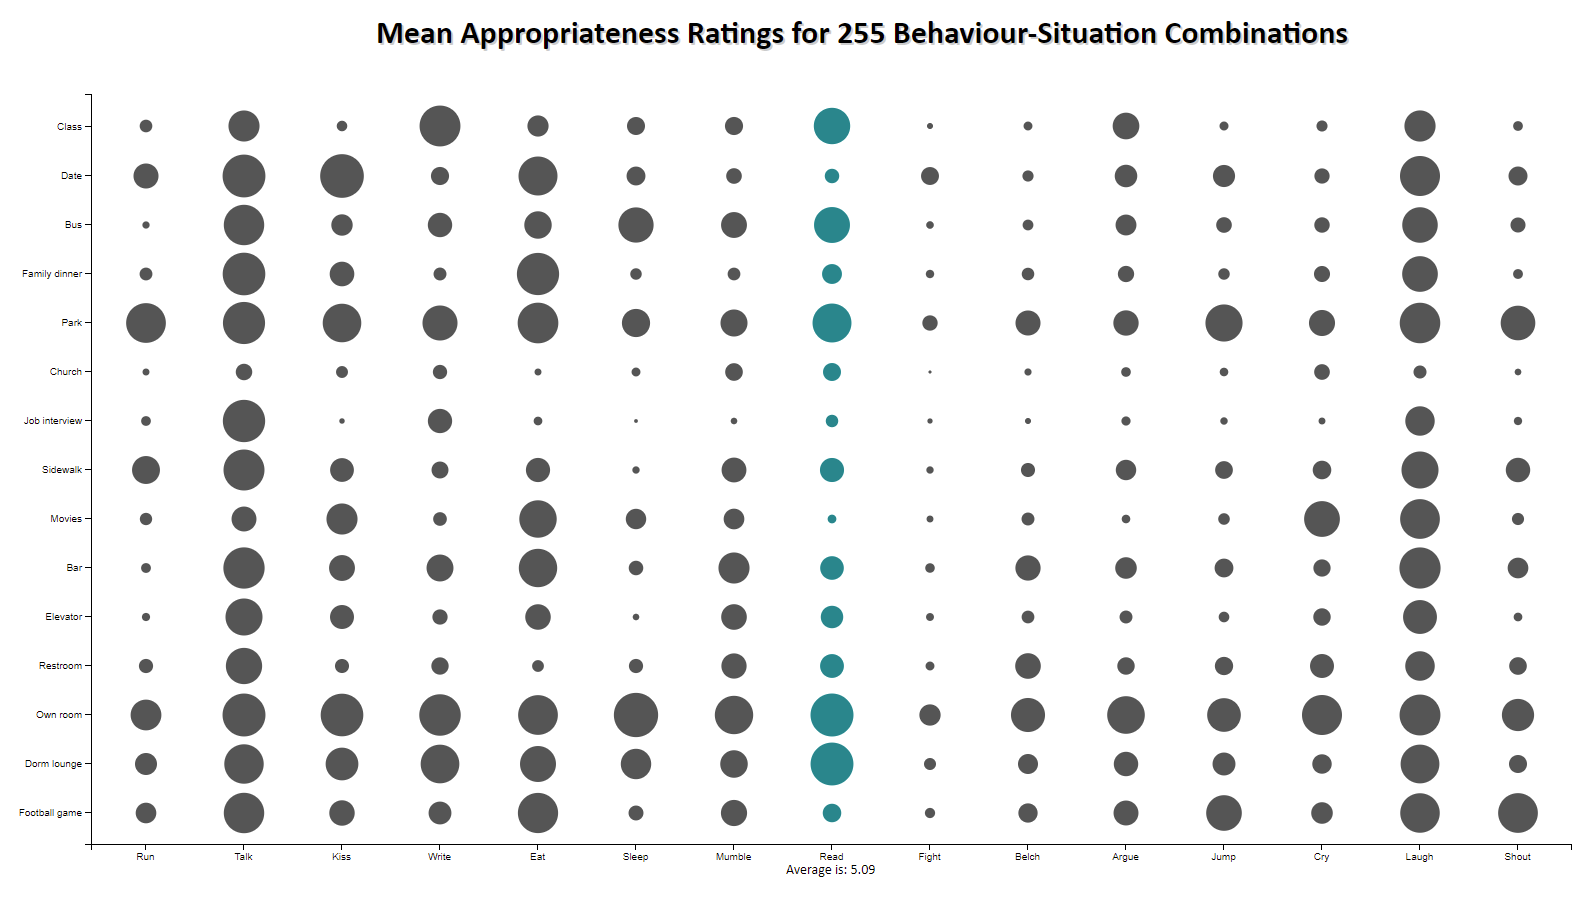 Mean Appropriateness Ratings for 255 Behaviour-Situation Combinations
Class
Date
Bus
Family dinner
Park
Church
Job interview
Sidewalk
Movies
Bar
Elevator
Restroom
Own room
Dorm lounge
Football game
Run Talk Kiss Write Eat Sleep Mumble Read Fight Belch Argue Jump Cry Laugh Shout
Average is: 5.09